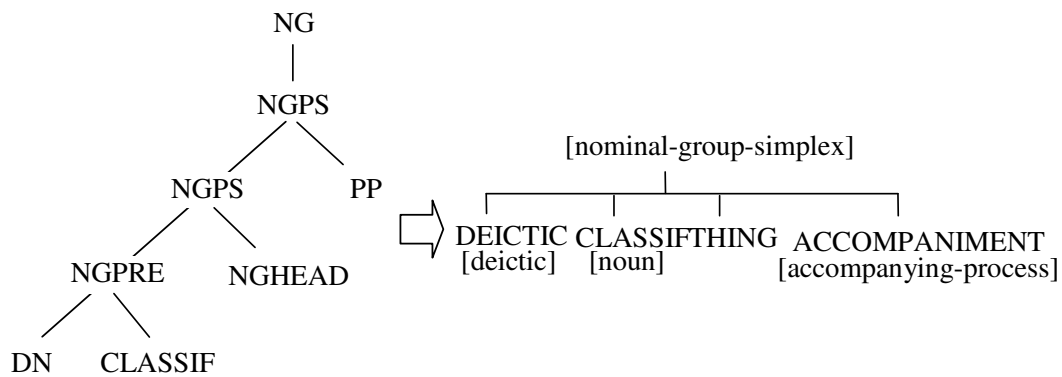 NG
NGPS
[nominal-group-simplex]
NGPS PP
DEICTIC CLASSIFTHING ACCOMPANIMENT
[deictic] [noun] [accompanying-process]
NGPRE NGHEAD
DN CLASSIF